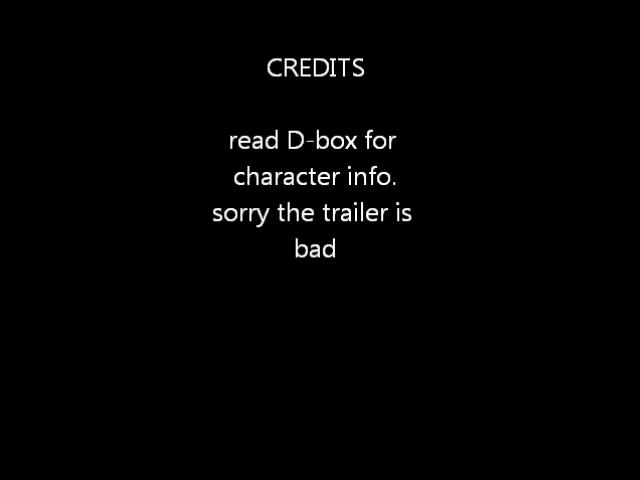 CREDITS
read D-box for
character info.
sorry the trailer is
bad